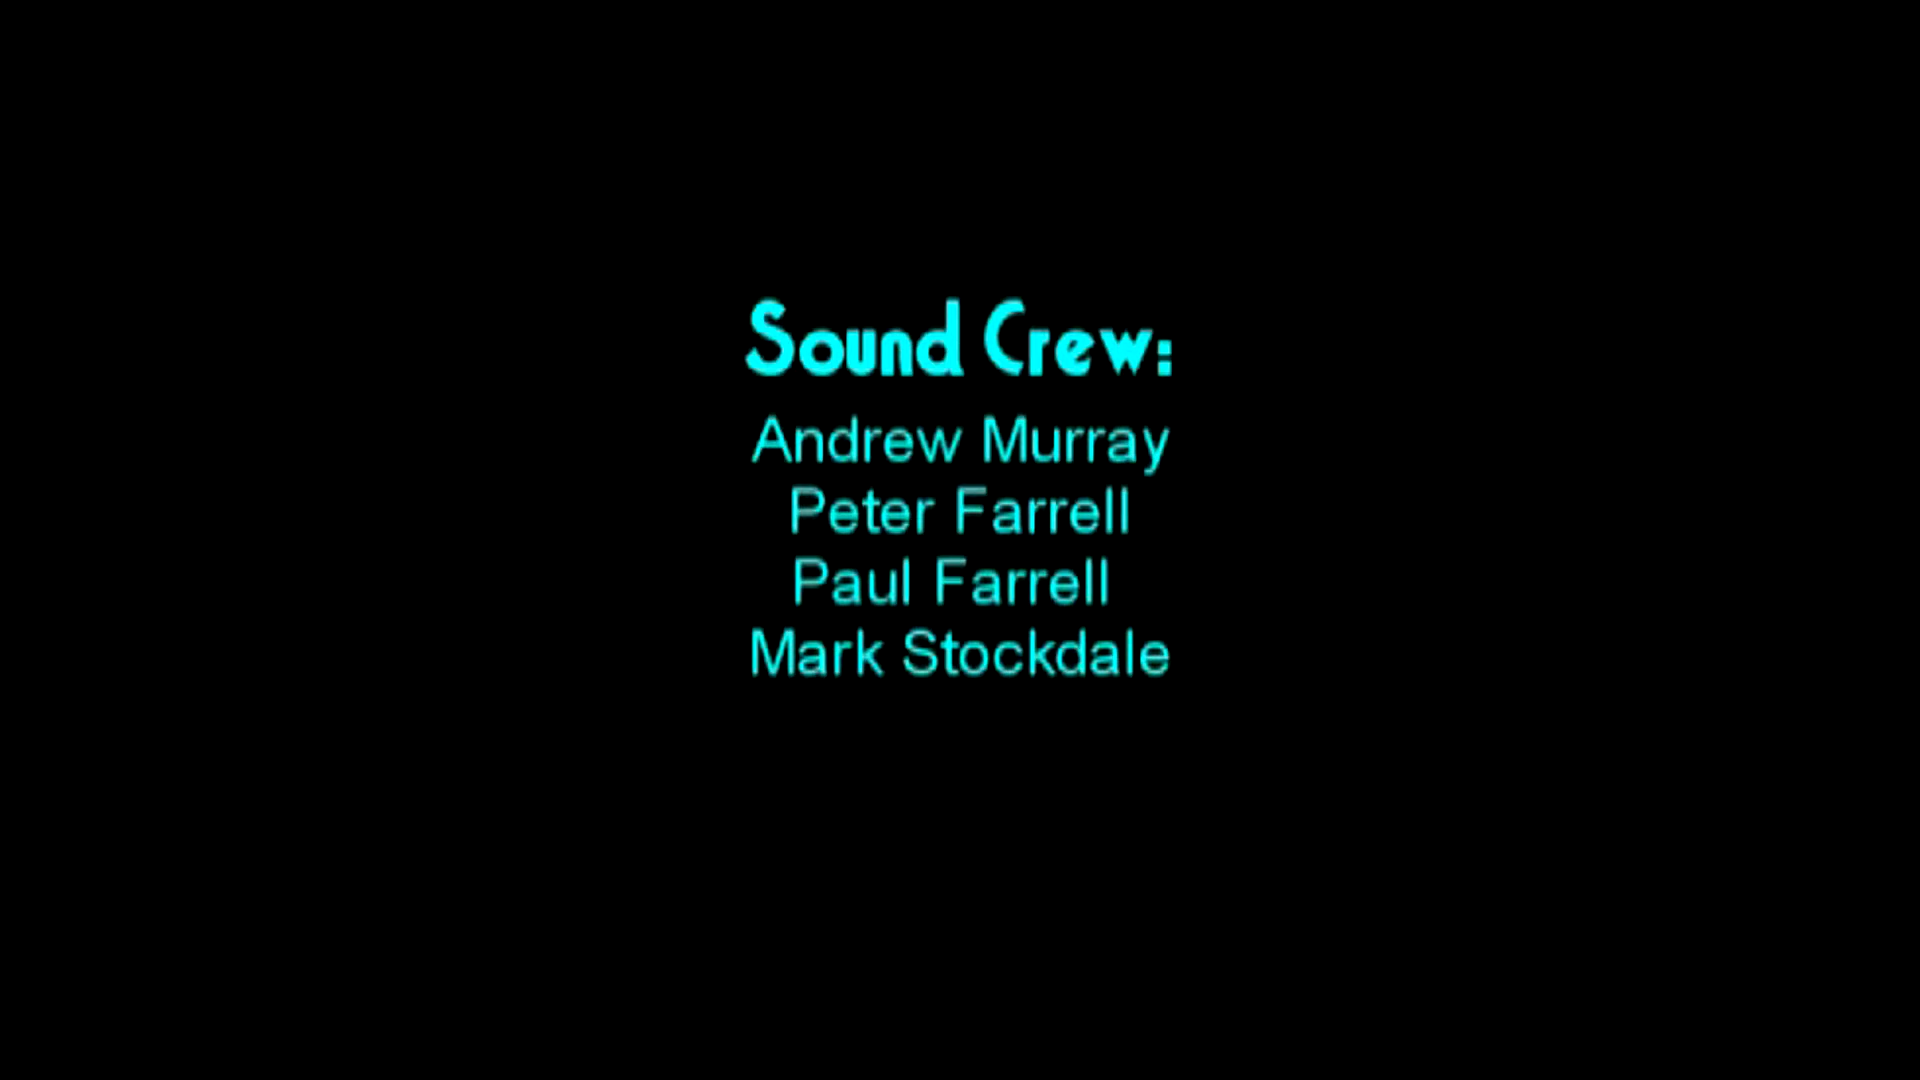 Sound Crew:
Andrew Murray
Peter Farrell
Paul Farrell
Mark Stockdale